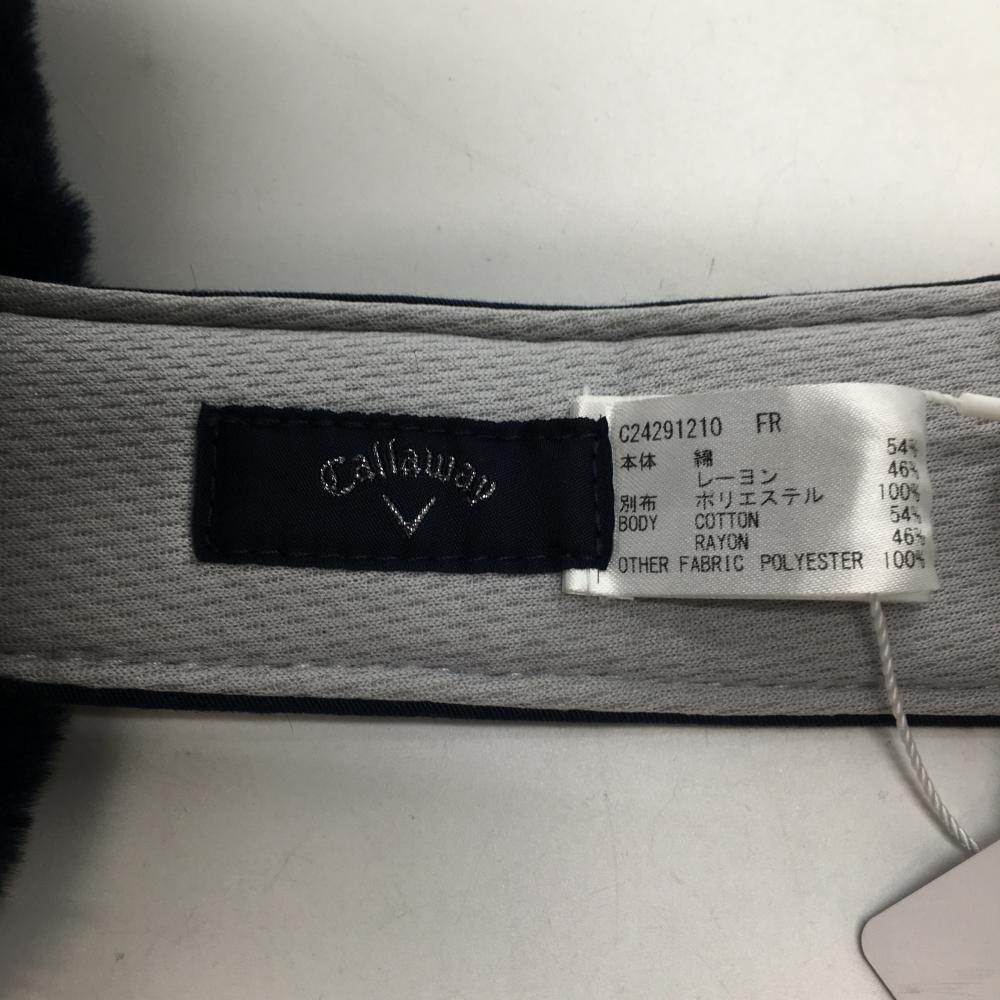 Callaway
C24291210 FR
本体 綿 54%
レーヨン 46%
別布 ポリエステル 100%
BODY COTTON 54%
RAYON 46%
OTHER FABRIC POLYESTER 100%